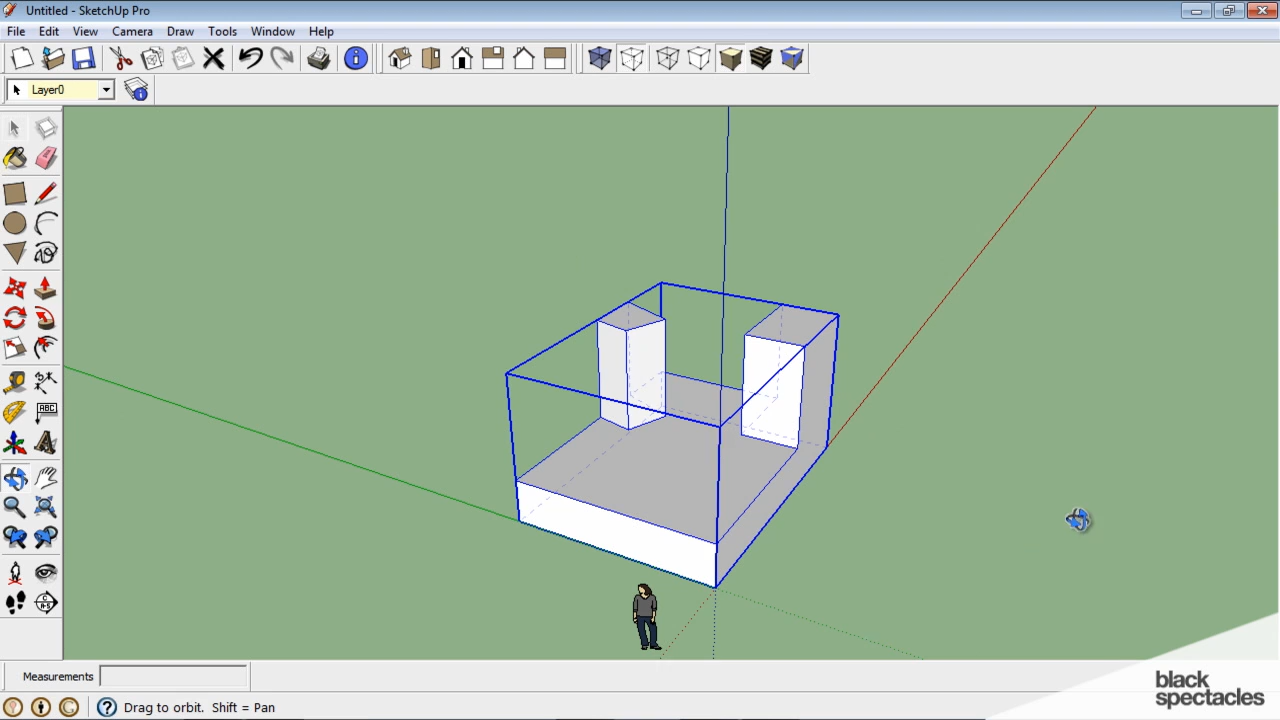 Untitled - SketchUp Pro
File Edit View Camera Draw Tools Window Help
Layer0
ABC
Measurements
Drag to orbit. Shift = Pan
black
spectacles